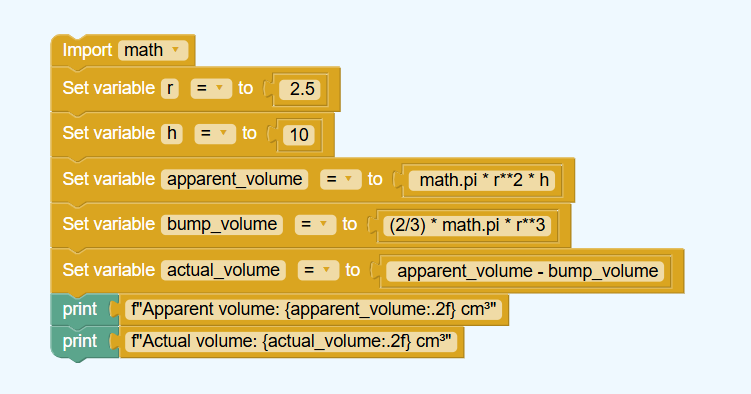 Import math
Set variable r = to 2.5
Set variable h = to 10
Set variable apparent_volume = to math.pi * r**2 * h
Set variable bump_volume = to (2/3) * math.pi * r**3
Set variable actual_volume = to apparent_volume - bump_volume
print f"Apparent volume: {apparent_volume:.2f} cm³"
print f"Actual volume: {actual_volume:.2f} cm³"